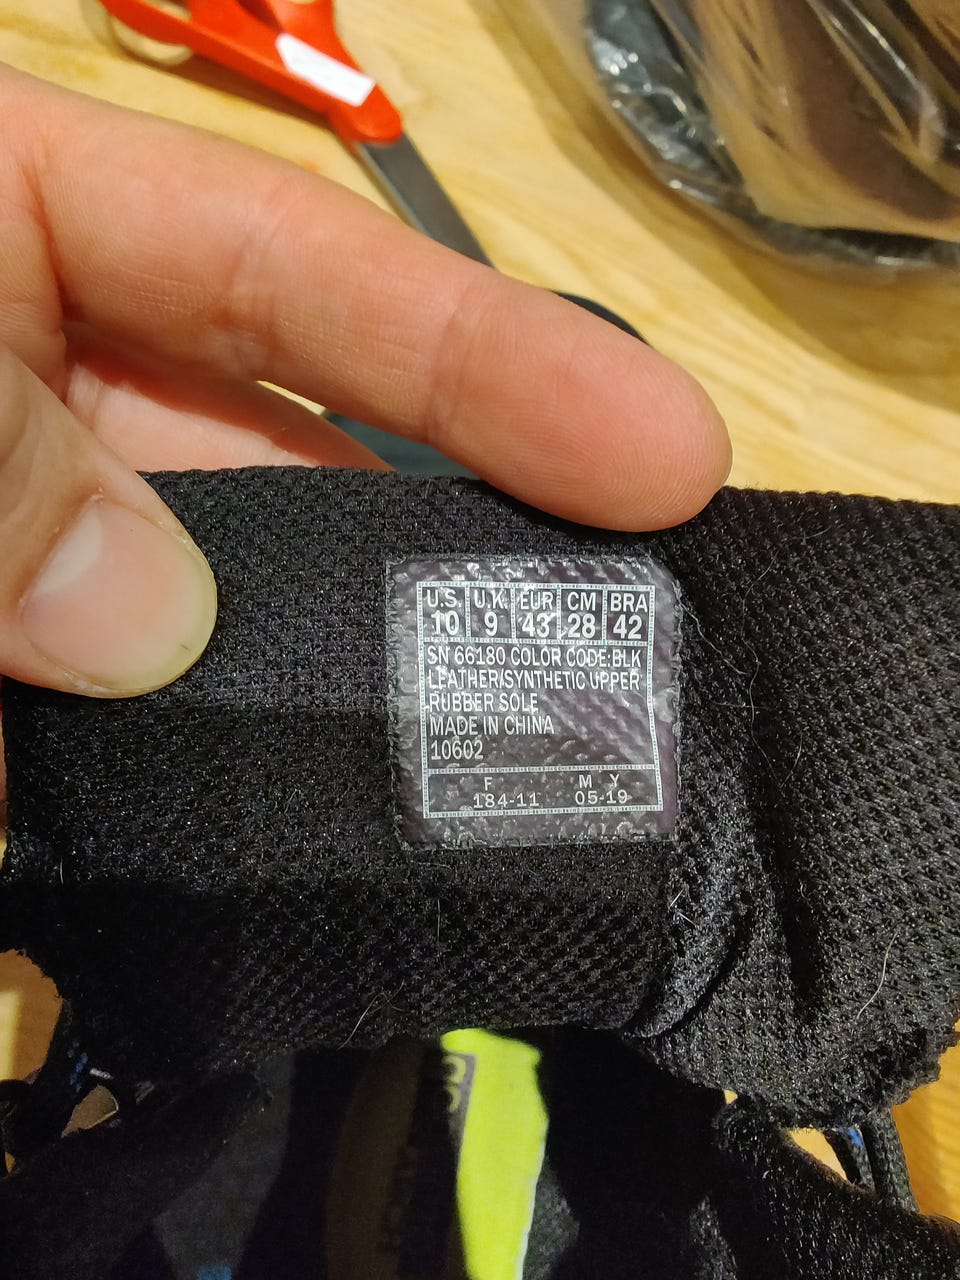 U.S. U.K. EUR CM BRA
10 9 43 28 42
SN 66180 COLOR CODE:BLK
LEATHER/SYNTHETIC UPPER
RUBBER SOLE
MADE IN CHINA
10602
F M Y
184-11 05-19